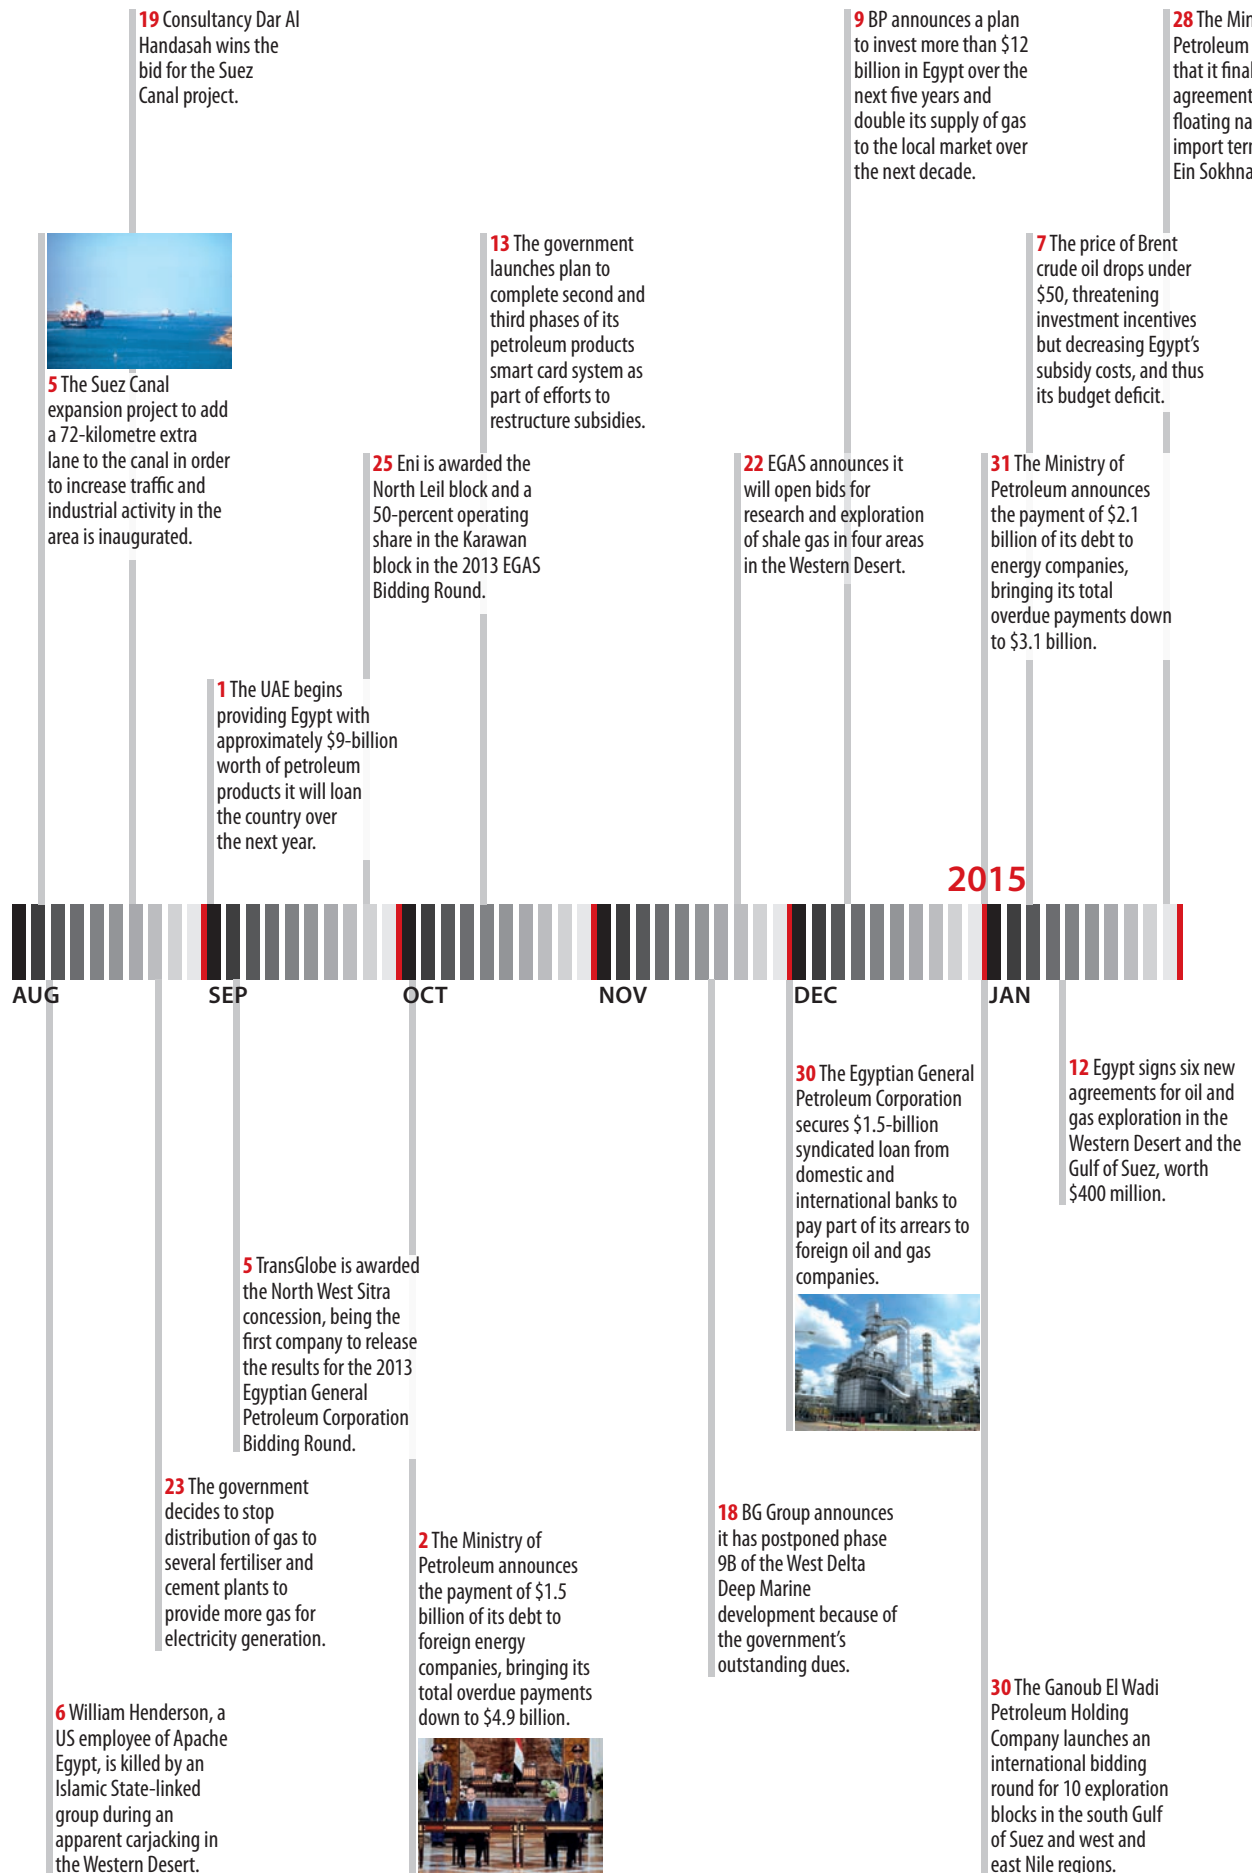 19 Consultancy Dar Al
Handasah wins the
bid for the Suez
Canal project.
9 BP announces a plan
to invest more than $12
billion in Egypt over the
next five years and
double its supply of gas
to the local market over
the next decade.
28 The
Petroleum
that it
agreement
floating
import
Ein Sokhna
5 The Suez Canal
expansion project to add
a 72-kilometre extra
lane to the canal in order
to increase traffic and
industrial activity in the
area is inaugurated.
13 The government
launches plan to
complete second and
third phases of its
petroleum products
smart card system as
part of efforts to
restructure subsidies.
7 The price of Brent
crude oil drops under
$50, threatening
investment incentives
but decreasing Egypt's
subsidy costs, and thus
its budget deficit.
25 Eni is awarded the
North Leil block and a
50-percent operating
share in the Karawan
block in the 2013 EGAS
Bidding Round.
22 EGAS announces it
will open bids for
research and exploration
of shale gas in four areas
in the Western Desert.
31 The Ministry of
Petroleum announces
the payment of $2.1
billion of its debt to
energy companies,
bringing its total
overdue payments down
to $3.1 billion.
1 The UAE begins
providing Egypt with
approximately $9-billion
worth of petroleum
products it will loan
the country over
the next year.
2015
AUG
SEP
OCT
NOV
DEC
JAN
30 The Egyptian General
Petroleum Corporation
secures $1.5-billion
syndicated loan from
domestic and
international banks to
pay part of its arrears to
foreign oil and gas
companies.
12 Egypt signs six new
agreements for oil and
gas exploration in the
Western Desert and the
Gulf of Suez, worth
$400 million.
5 TransGlobe is awarded
the North West Sitra
concession, being the
first company to release
the results for the 2013
Egyptian General
Petroleum Corporation
Bidding Round.
23 The government
decides to stop
distribution of gas to
several fertiliser and
cement plants to
provide more gas for
electricity generation.
2 The Ministry of
Petroleum announces
the payment of $1.5
billion of its debt to
foreign energy
companies, bringing its
total overdue payments
down to $4.9 billion.
18 BG Group announces
it has postponed phase
9B of the West Delta
Deep Marine
development because of
the government's
outstanding dues.
6 William Henderson, a
US employee of Apache
Egypt, is killed by an
Islamic State-linked
group during an
apparent carjacking in
the Western Desert.
30 The Ganoub El Wadi
Petroleum Holding
Company launches an
international bidding
round for 10 exploration
blocks in the south Gulf
of Suez and west and
east Nile regions.